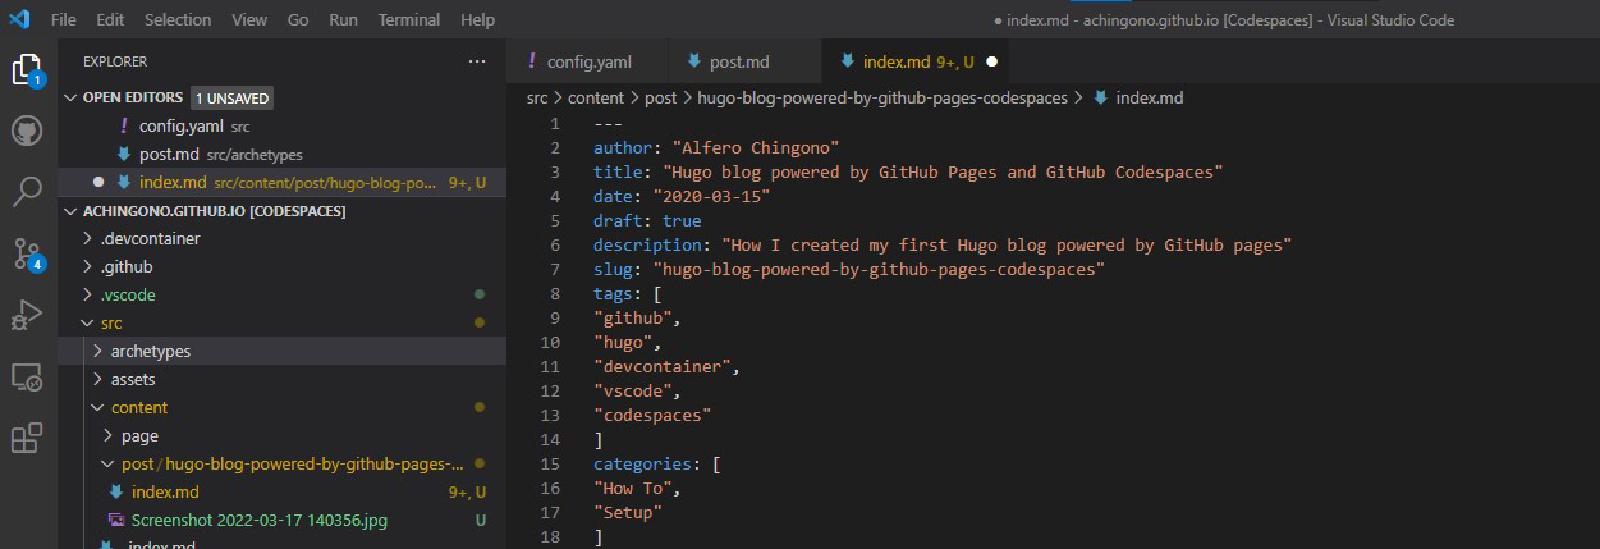 File Edit Selection View Go Run Terminal Help
● index.md - achingono.github.io [Codespaces] - Visual Studio Code
EXPLORER ...
1
OPEN EDITORS 1 UNSAVED
! config.yaml src
post.md src/archetypes
● index.md src/content/post/hugo-blog-po... 9+, U
ACHINGONO.GITHUB.IO [CODESPACES]
.devcontainer
.github
4
.vscode
src
archetypes
assets
content
page
post/hugo-blog-powered-by-github-pages-...
index.md 9+, U
Screenshot 2022-03-17 140356.jpg U
index.md
! config.yaml post.md index.md 9+, U ●
src > content > post > hugo-blog-powered-by-github-pages-codespaces > index.md
1 ---
2 author: "Alfero Chingono"
3 title: "Hugo blog powered by GitHub Pages and GitHub Codespaces"
4 date: "2020-03-15"
5 draft: true
6 description: "How I created my first Hugo blog powered by GitHub pages"
7 slug: "hugo-blog-powered-by-github-pages-codespaces"
8 tags: [
9 "github",
10 "hugo",
11 "devcontainer",
12 "vscode",
13 "codespaces"
14 ]
15 categories: [
16 "How To",
17 "Setup"
18 ]